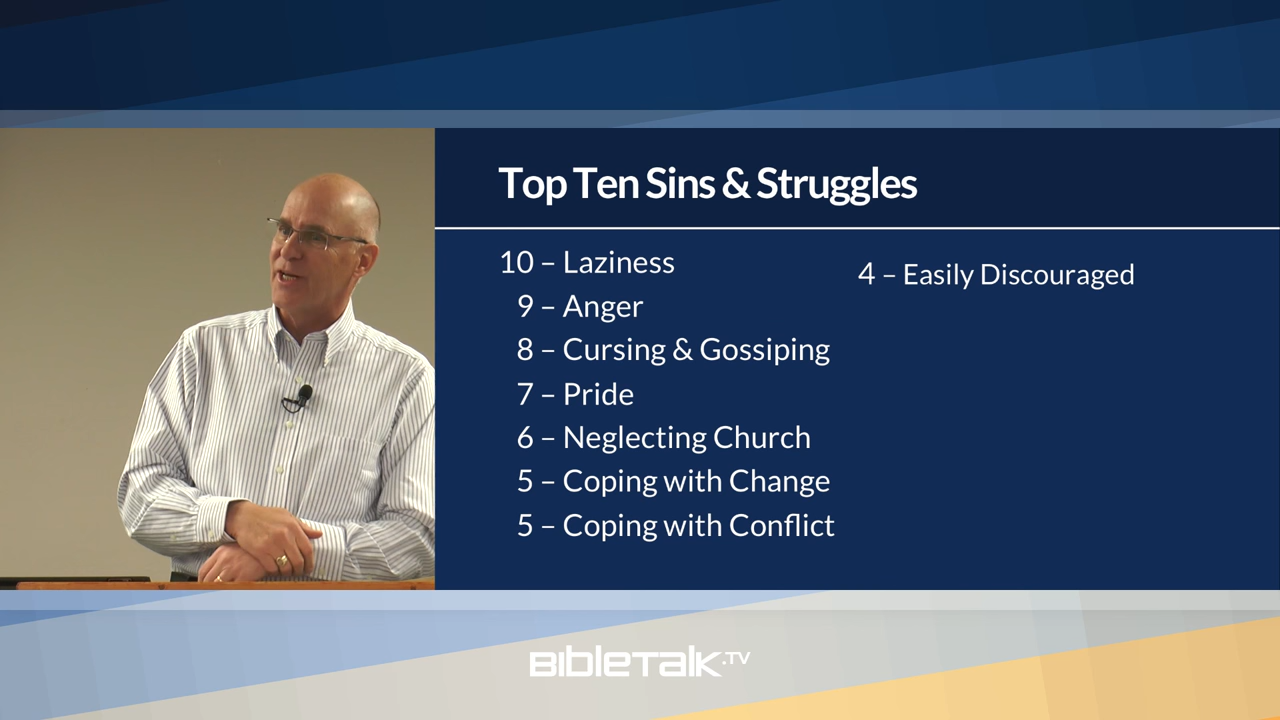 Top Ten Sins & Struggles
10 – Laziness
9 – Anger
8 – Cursing & Gossiping
7 – Pride
6 – Neglecting Church
5 – Coping with Change
5 – Coping with Conflict
4 – Easily Discouraged
BibleTalk.TV